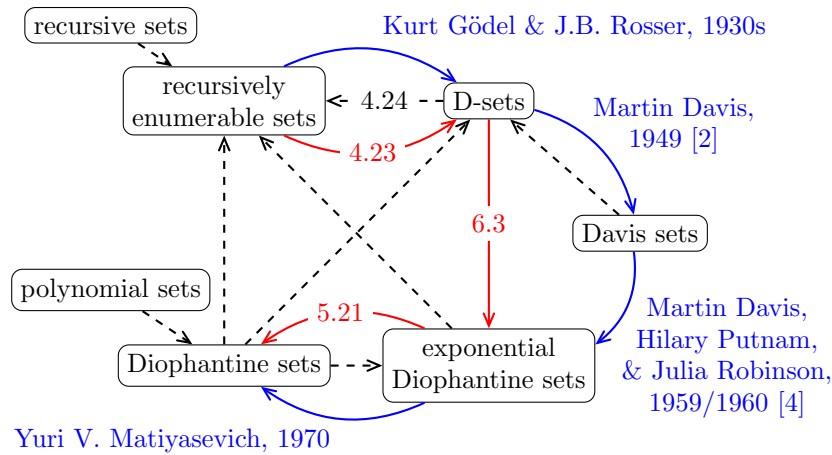 recursive sets
Kurt Gödel & J.B. Rosser, 1930s
recursively
enumerable sets
4.24
D-sets
Martin Davis,
1949 [2]
4.23
6.3
Davis sets
polynomial sets
5.21
Martin Davis,
Hilary Putnam,
& Julia Robinson,
1959/1960 [4]
Diophantine sets
exponential
Diophantine sets
Yuri V. Matiyasevich, 1970